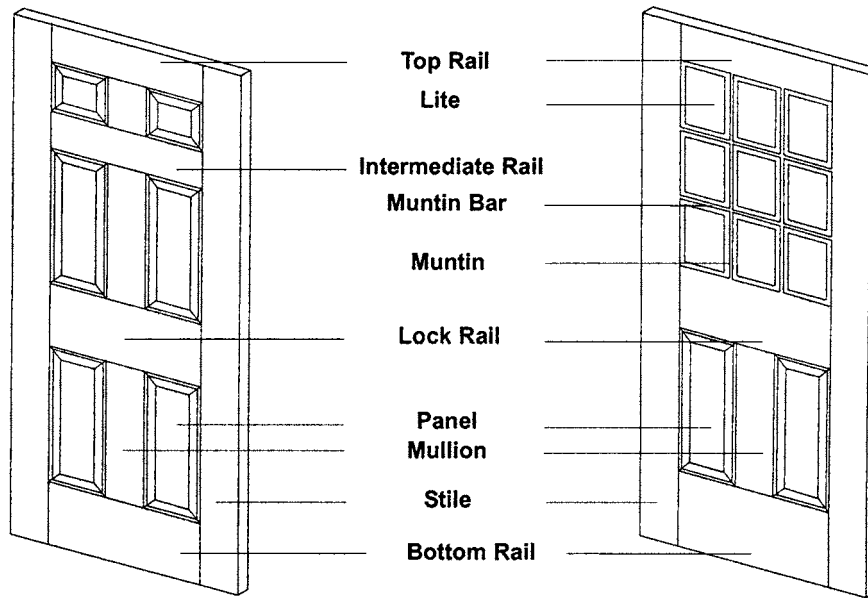 Top Rail
Lite
Intermediate Rail
Muntin Bar
Muntin
Lock Rail
Panel
Mullion
Stile
Bottom Rail